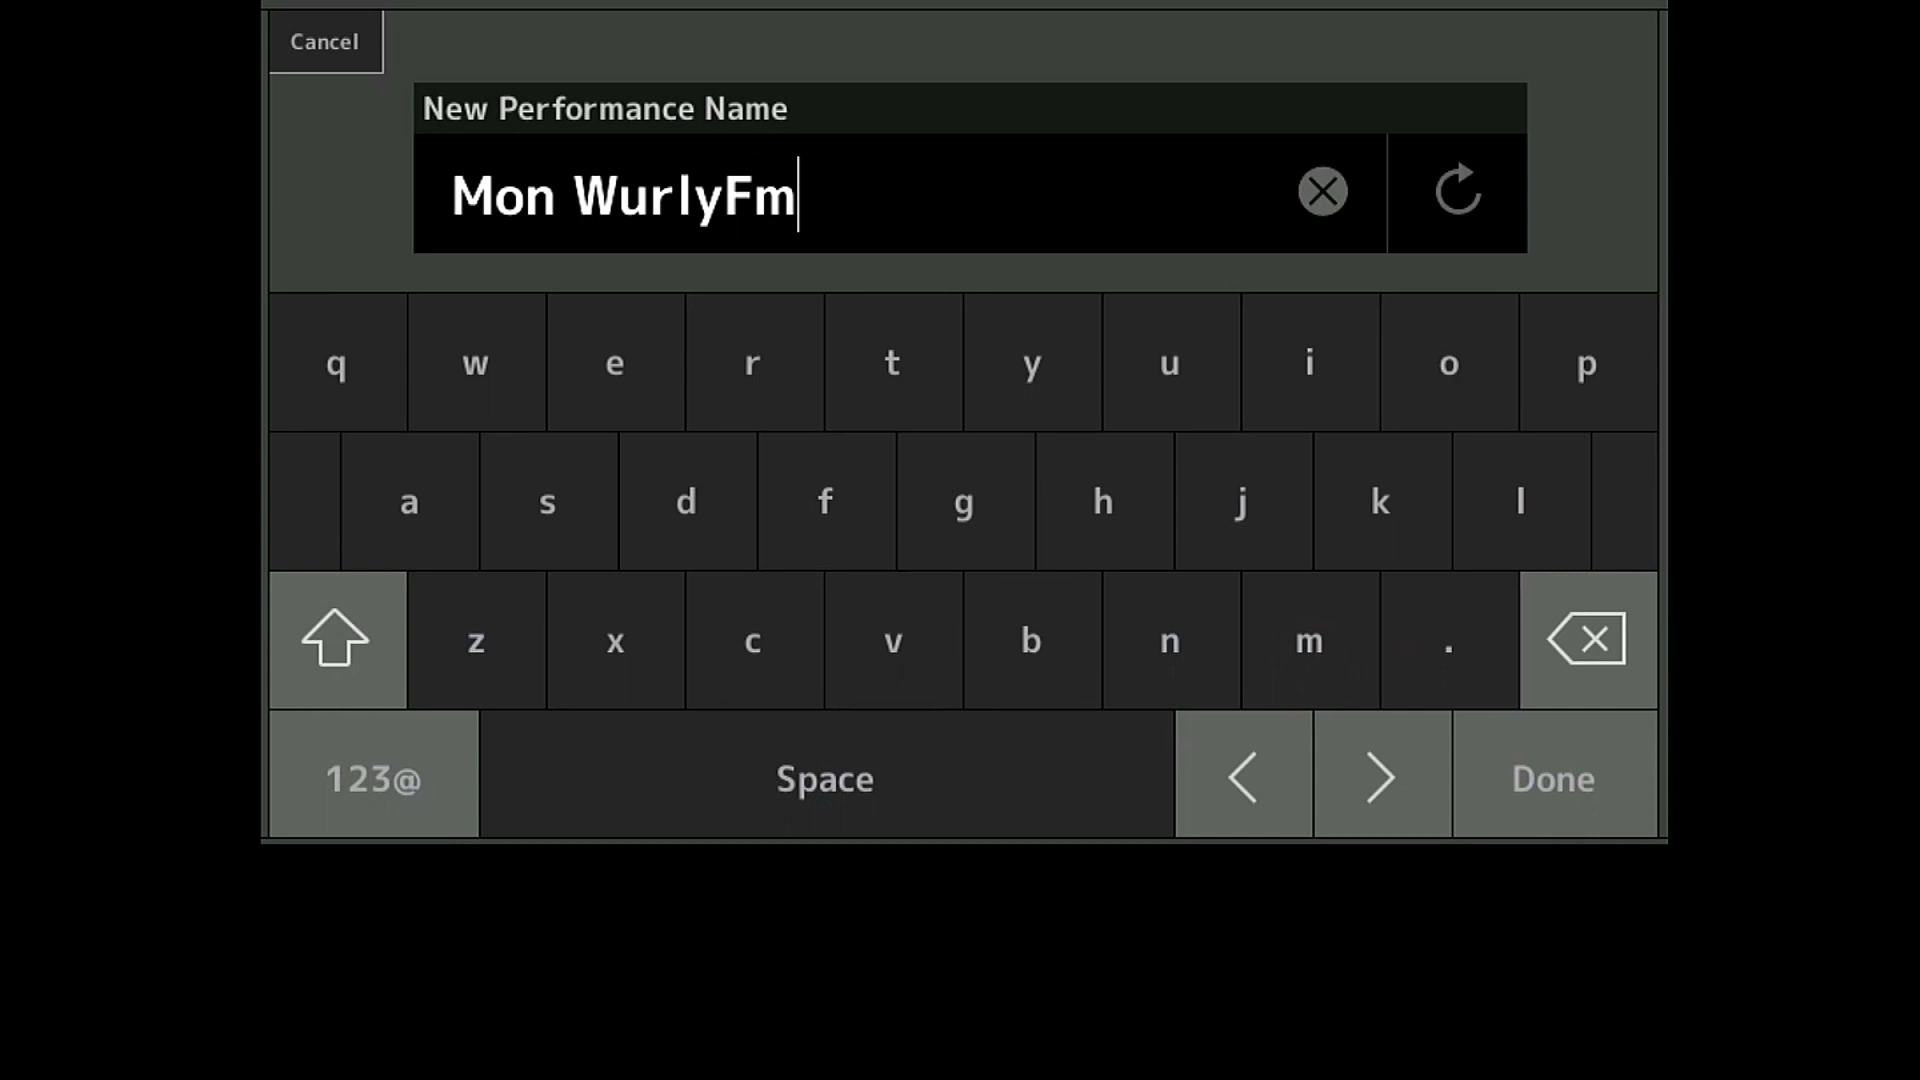 Cancel
New Performance Name
Mon WurlyFm
q w e r t y u i o p
a s d f g h j k l
z x c v b n m .
123@ Space Done